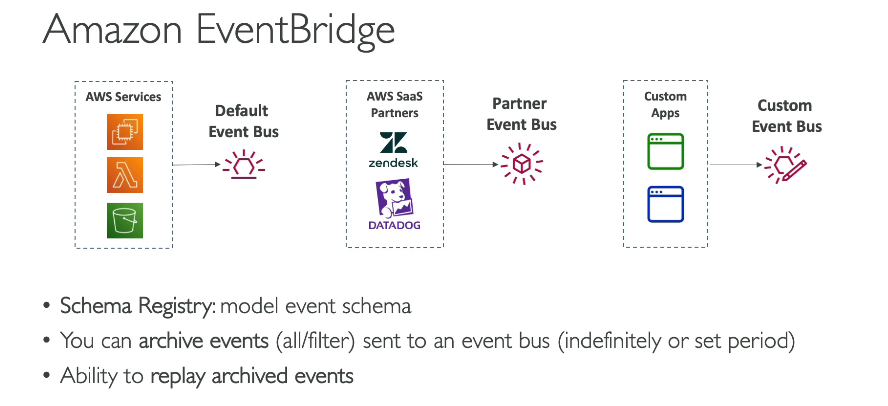 Amazon EventBridge
AWS Services
Default
Event Bus
AWS SaaS
Partners
zendesk
DATADOG
Partner
Event Bus
Custom
Apps
Custom
Event Bus
• Schema Registry: model event schema
• You can archive events (all/filter) sent to an event bus (indefinitely or set period)
• Ability to replay archived events